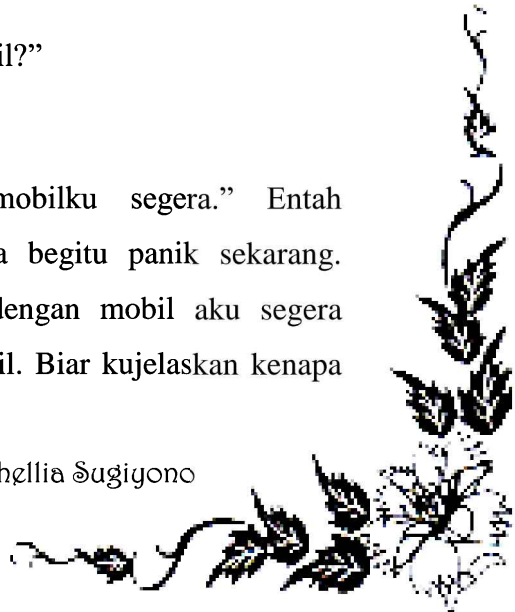 il?”
mobilku segera.” Entah
a begitu panik sekarang.
dengan mobil aku segera
il. Biar kujelaskan kenapa
hellia Sugiyono